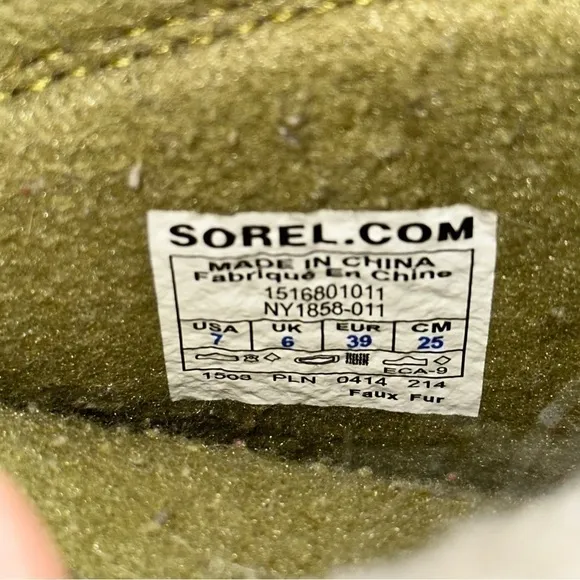 SOREL.COM
MADE IN CHINA
Fabriqué En Chine
1516801011
NY1858-011
USA UK EUR CM
7 6 39 25
ECA-9
PLN 0414 214
Faux Fur